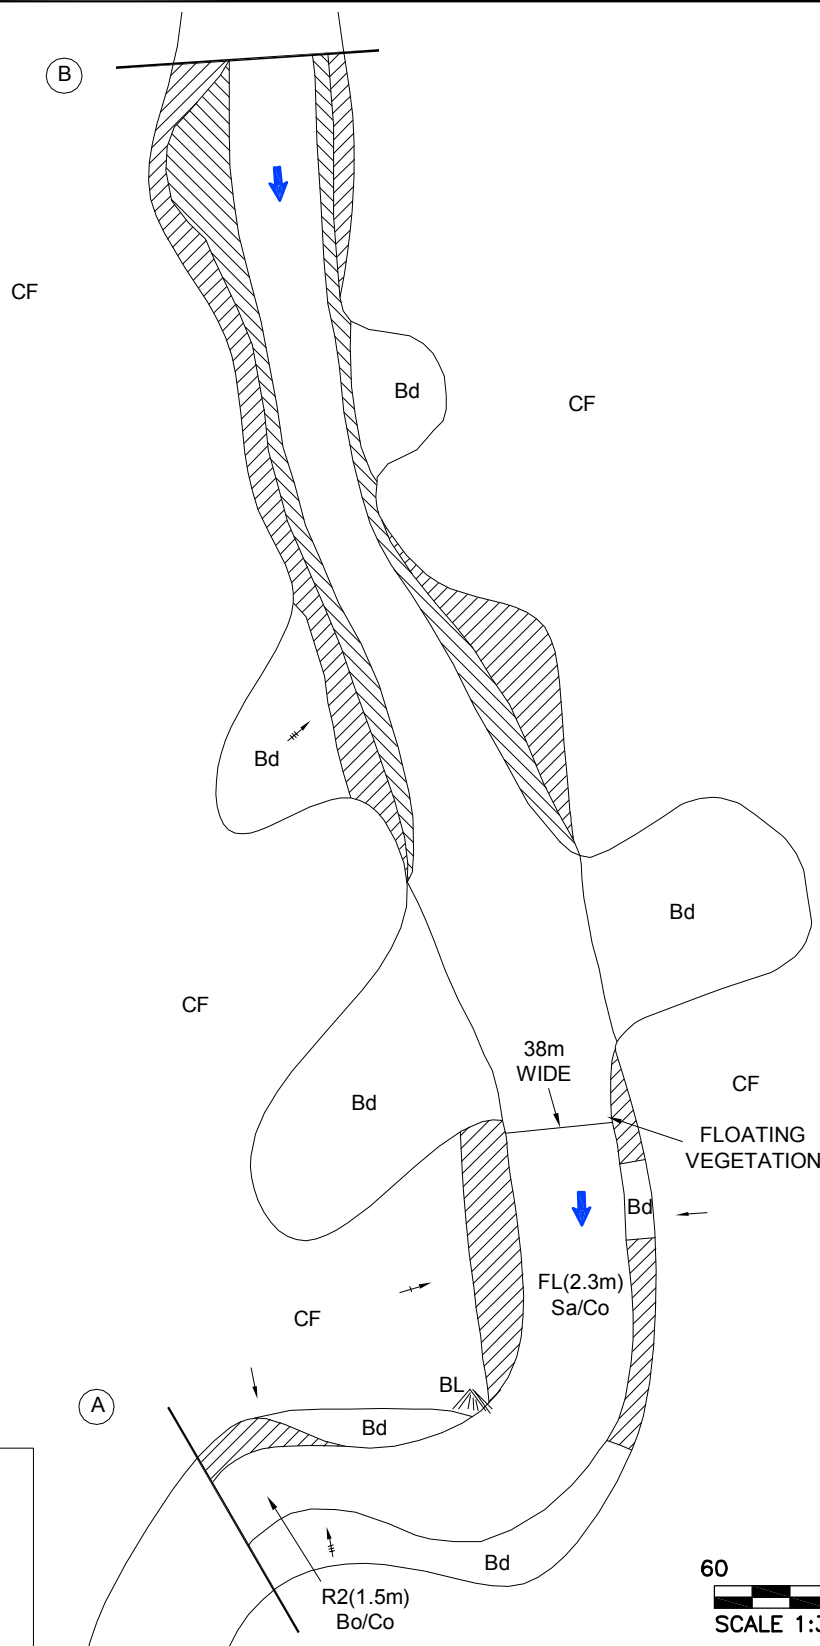 B
CF
Bd
CF
Bd
Bd
CF
38m
WIDE
CF
Bd
FLOATING
VEGETATION
Bd
FL(2.3m)
Sa/Co
CF
BL
A
Bd
Bd
60
R2(1.5m)
Bo/Co
SCALE 1: